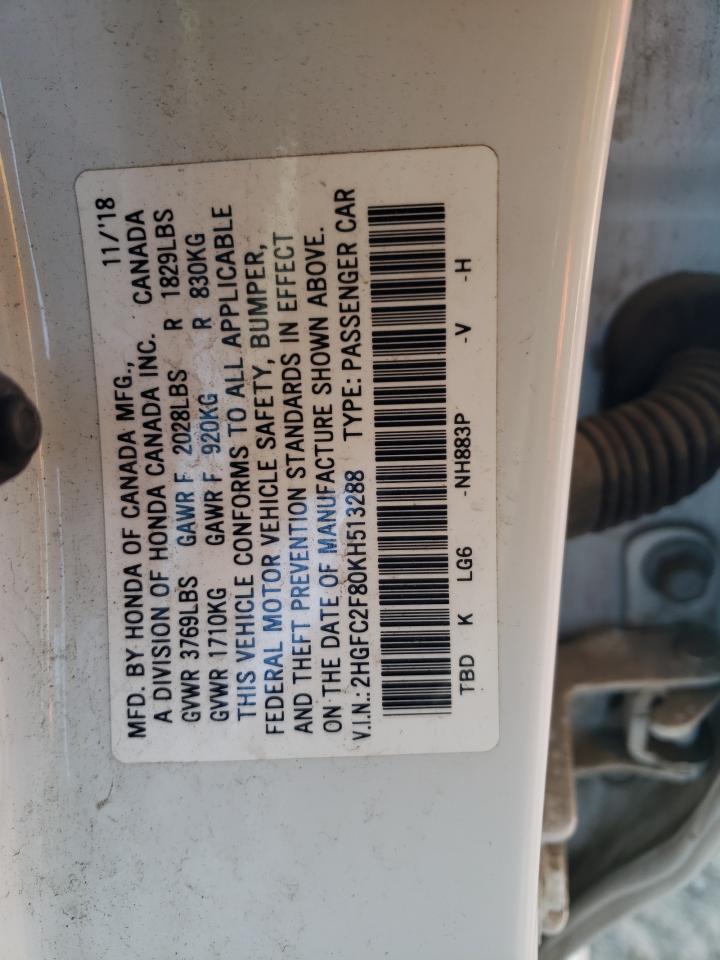 MFD. BY HONDA OF CANADA MFG., 11/'18
A DIVISION OF HONDA CANADA INC. CANADA
GVWR 3769LBS GAWR F 2028LBS R 1829LBS
GVWR 1710KG GAWR F 920KG R 830KG
THIS VEHICLE CONFORMS TO ALL APPLICABLE
FEDERAL MOTOR VEHICLE SAFETY, BUMPER,
AND THEFT PREVENTION STANDARDS IN EFFECT
ON THE DATE OF MANUFACTURE SHOWN ABOVE.
V.I.N.: 2HGFC2F80KH513288 TYPE: PASSENGER CAR
TBD K LG6 -NH883P -V -H